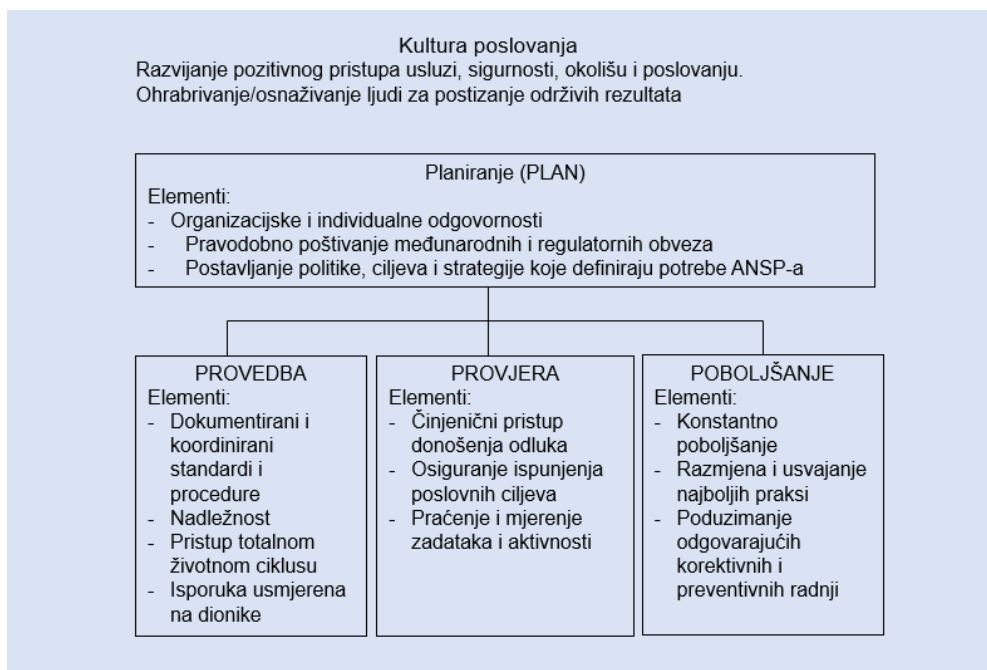 Kultura poslovanja
Razvijanje pozitivnog pristupa usluzi, sigurnosti, okolišu i poslovanju.
Ohrabrivanje/osnaživanje ljudi za postizanje održivih rezultata
Planiranje (PLAN)
Elementi:
- Organizacijske i individualne odgovornosti
- Pravodobno poštivanje međunarodnih i regulatornih obveza
- Postavljanje politike, ciljeva i strategije koje definiraju potrebe ANSP-a
PROVEDBA
Elementi:
- Dokumentirani i
koordinirani
standardi i
procedure
- Nadležnost
- Pristup totalnom
životnom ciklusu
- Isporuka usmjerena
na dionike
PROVJERA
Elementi:
- Činjenični pristup
donošenja odluka
- Osiguranje ispunjenja
poslovnih ciljeva
- Praćenje i mjerenje
zadataka i aktivnosti
POBOLJŠANJE
Elementi:
- Konstantno
poboljšanje
- Razmjena i usvajanje
najboljih praksi
- Poduzimanje
odgovarajućih
korektivnih i
preventivnih radnji